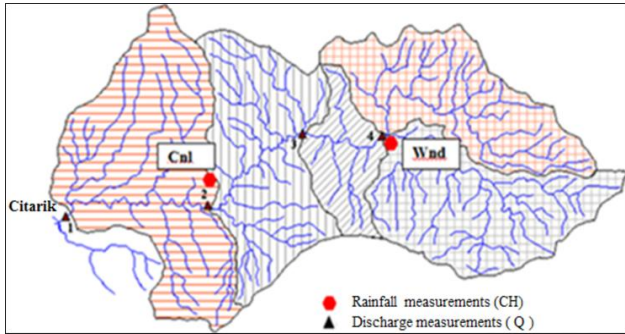 Cnl
Wnd
3
4
2
Citarik
1
Rainfall measurements (CH)
Discharge measurements ( Q )